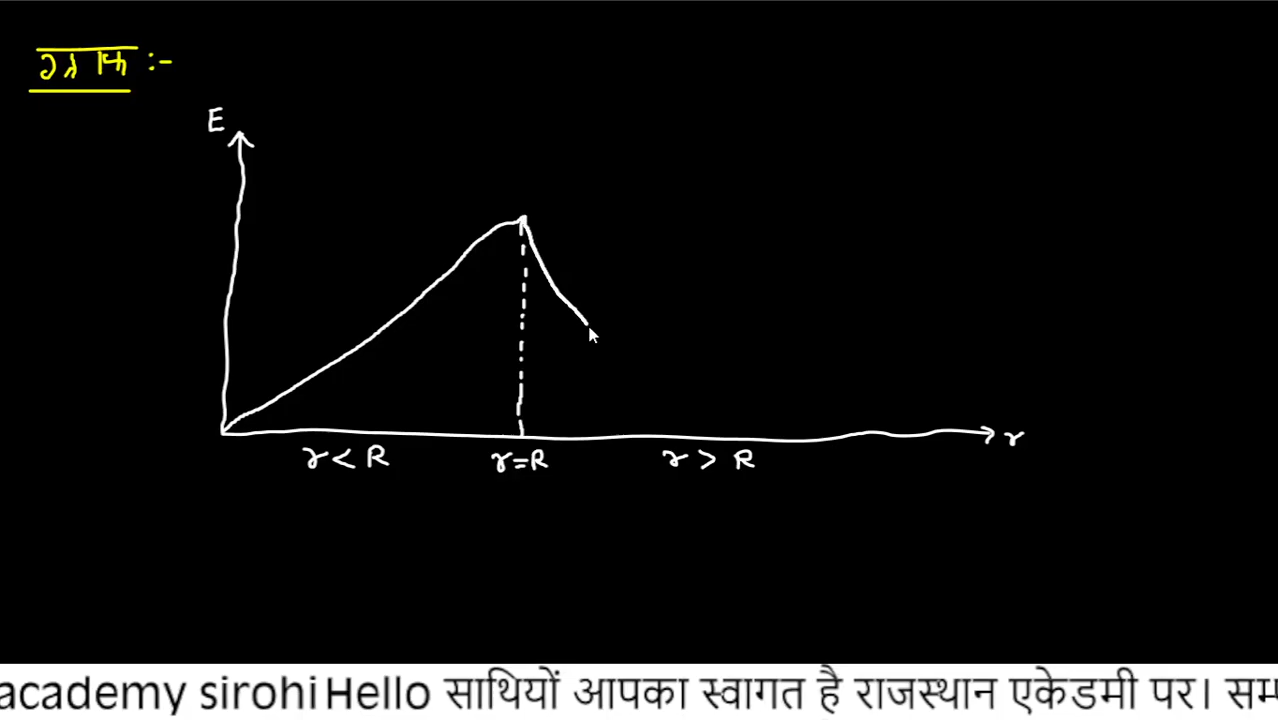 ग्राफ :-
E
r
r < R r=R r > R
academy sirohi Hello साथियों आपका स्वागत है राजस्थान एकेडमी पर। सम्प